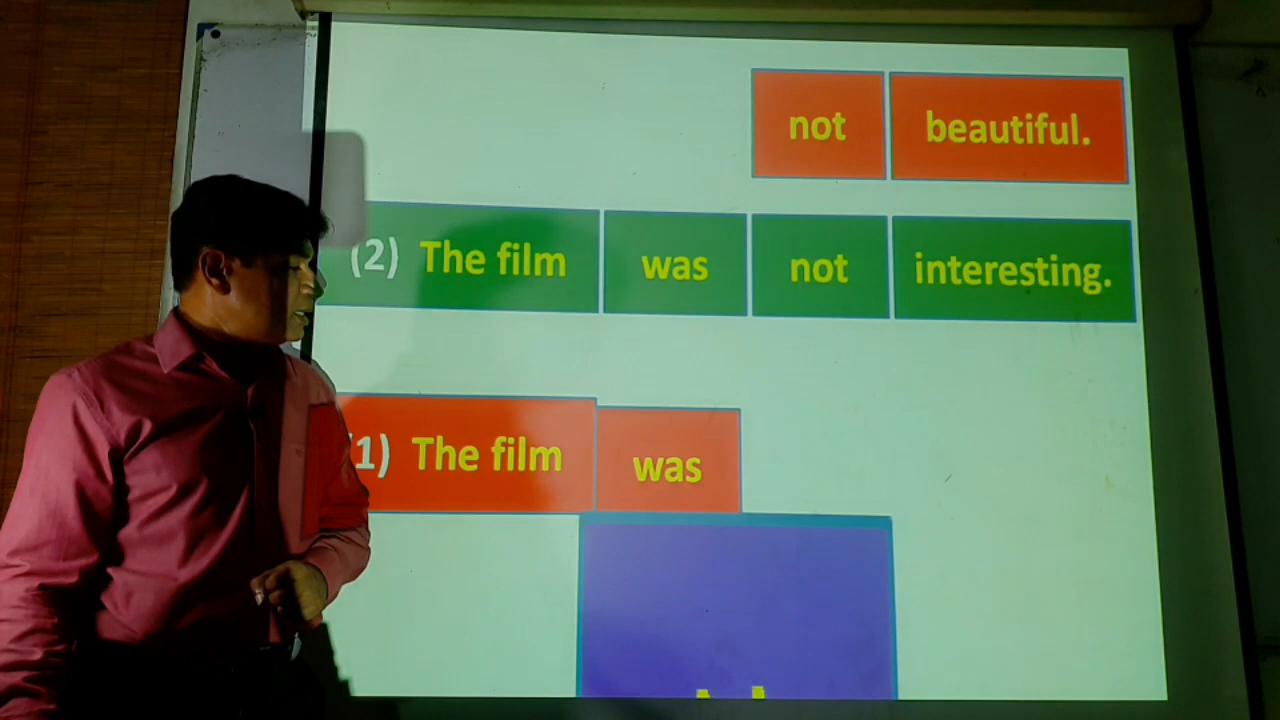 not beautiful.
(2) The film was not interesting.
(1) The film was